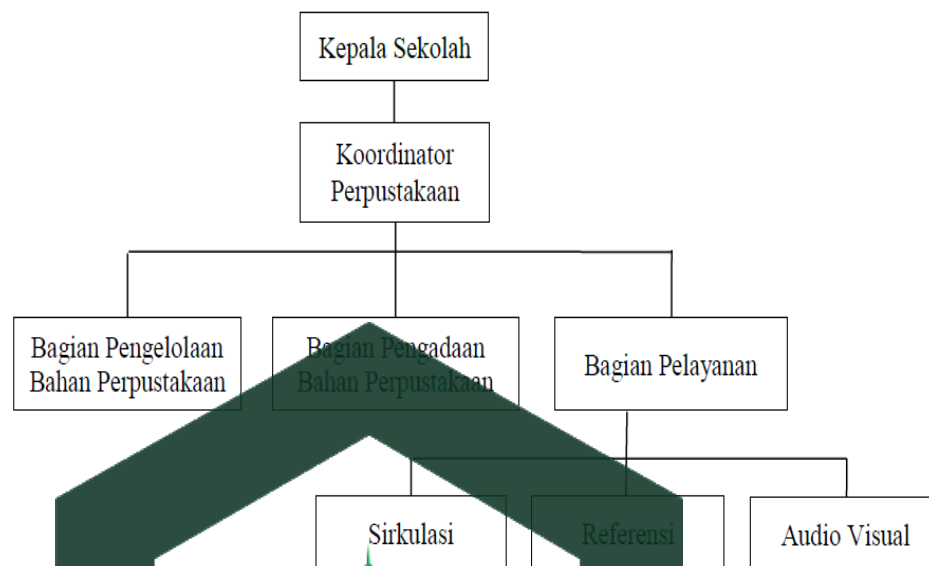 Kepala Sekolah
Koordinator
Perpustakaan
Bagian Pengelolaan
Bahan Perpustakaan
Bagian Pengadaan
Bahan Perpustakaan
Bagian Pelayanan
Sirkulasi
Referensi
Audio Visual